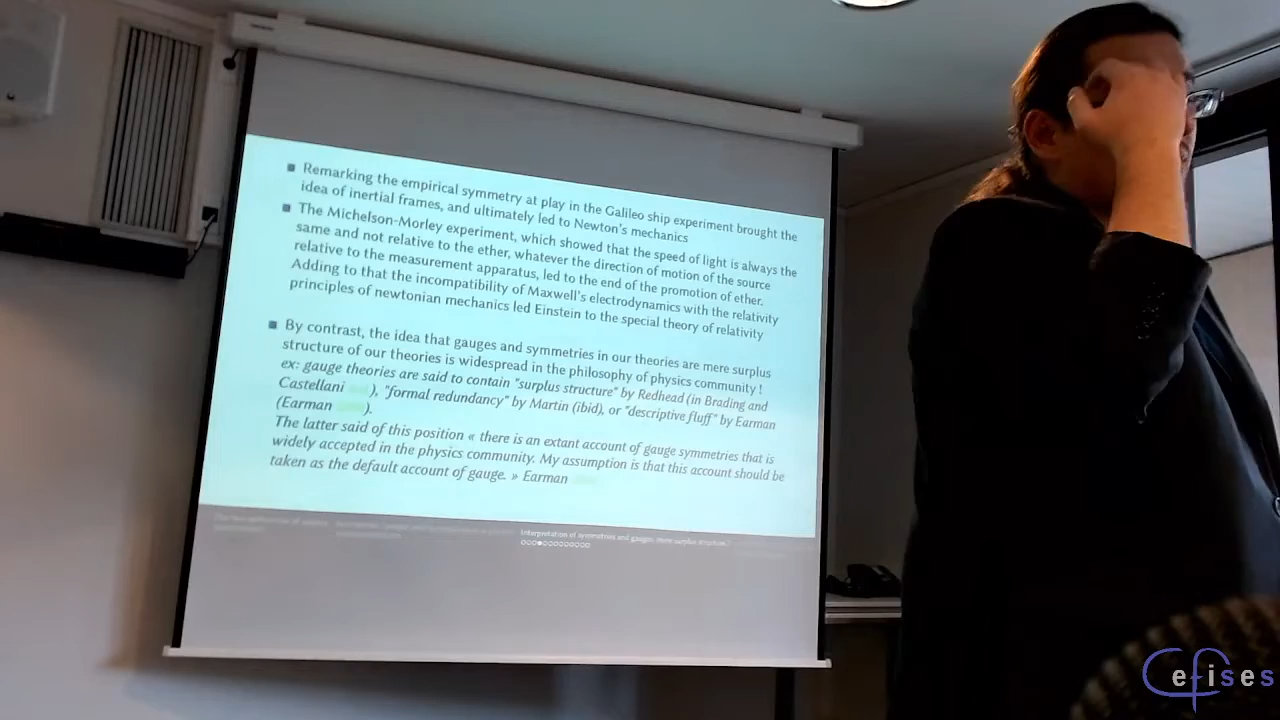 ▪ Remarking the empirical symmetry at play in the Galileo ship experiment brought the
idea of inertial frames, and ultimately led to Newton's mechanics
▪ The Michelson-Morley experiment, which showed that the speed of light is always the
same and not relative to the ether, whatever the direction of motion of the source
relative to the measurement apparatus, led to the end of the promotion of ether.
Adding to that the incompatibility of Maxwell's electrodynamics with the relativity
principles of newtonian mechanics led Einstein to the special theory of relativity
▪ By contrast, the idea that gauges and symmetries in our theories are mere surplus
structure of our theories is widespread in the philosophy of physics community !
ex: gauge theories are said to contain "surplus structure" by Redhead (in Brading and
Castellani ), "formal redundancy" by Martin (ibid), or "descriptive fluff" by Earman
(Earman ).
The latter said of this position « there is an extant account of gauge symmetries that is
widely accepted in the physics community. My assumption is that this account should be
taken as the default account of gauge. » Earman
Interpretation of symmetries and gauges, mere surplus structure?
Cefises